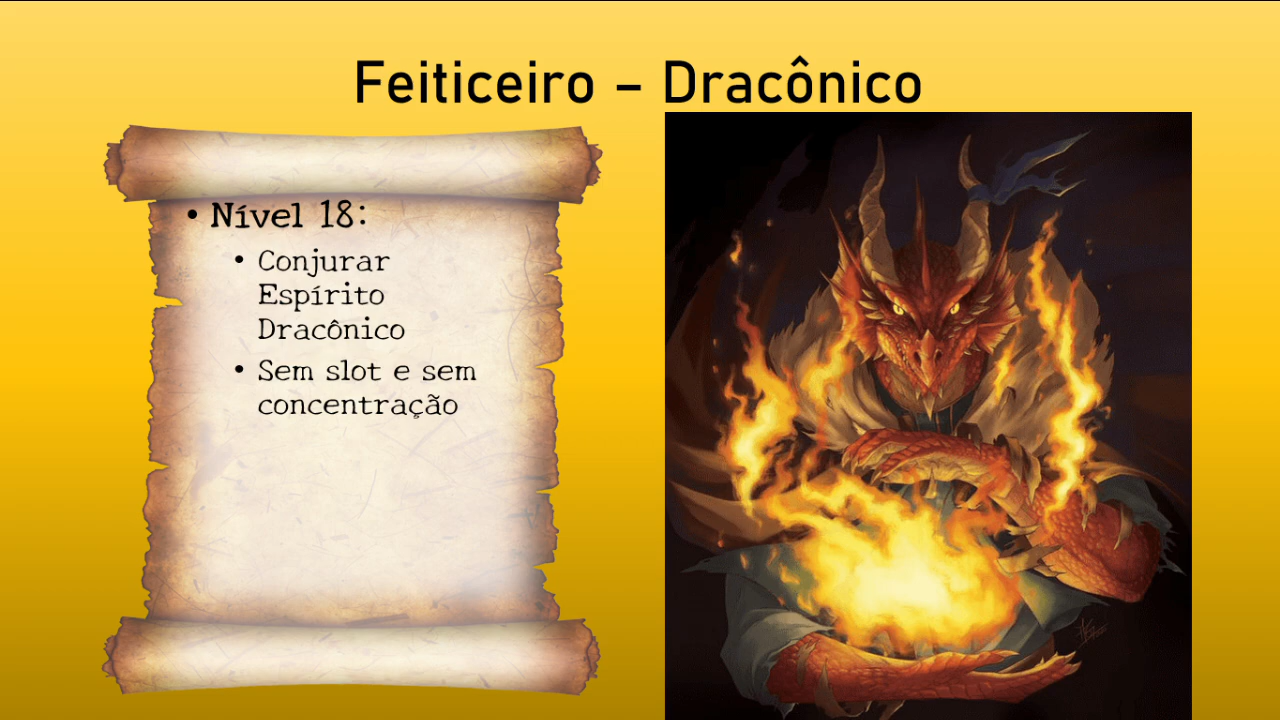 Feiticeiro – Dracônico
• Nível 18:
• Conjurar
Espírito
Dracônico
• Sem slot e sem
concentração